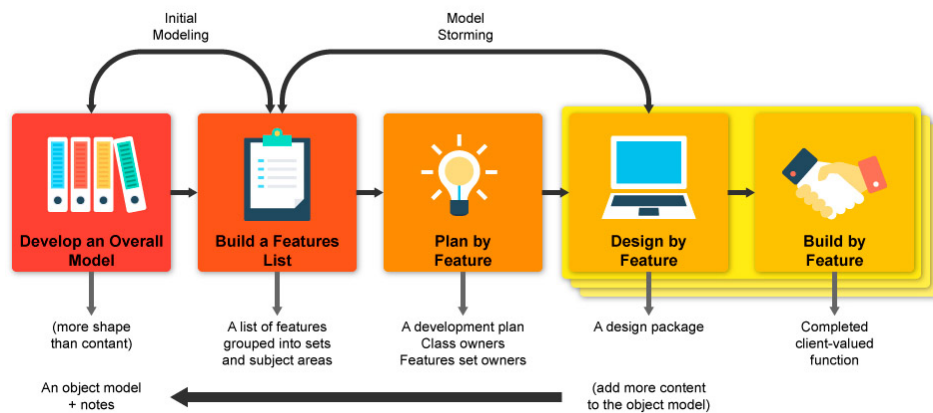 Initial
Modeling
Model
Storming
Develop an Overall
Model
Build a Features
List
Plan by
Feature
Design by
Feature
Build by
Feature
(more shape
than contant)
A list of features
grouped into sets
and subject areas
A development plan
Class owners
Features set owners
A design package
Completed
client-valued
function
An object model
+ notes
(add more content
to the object model)